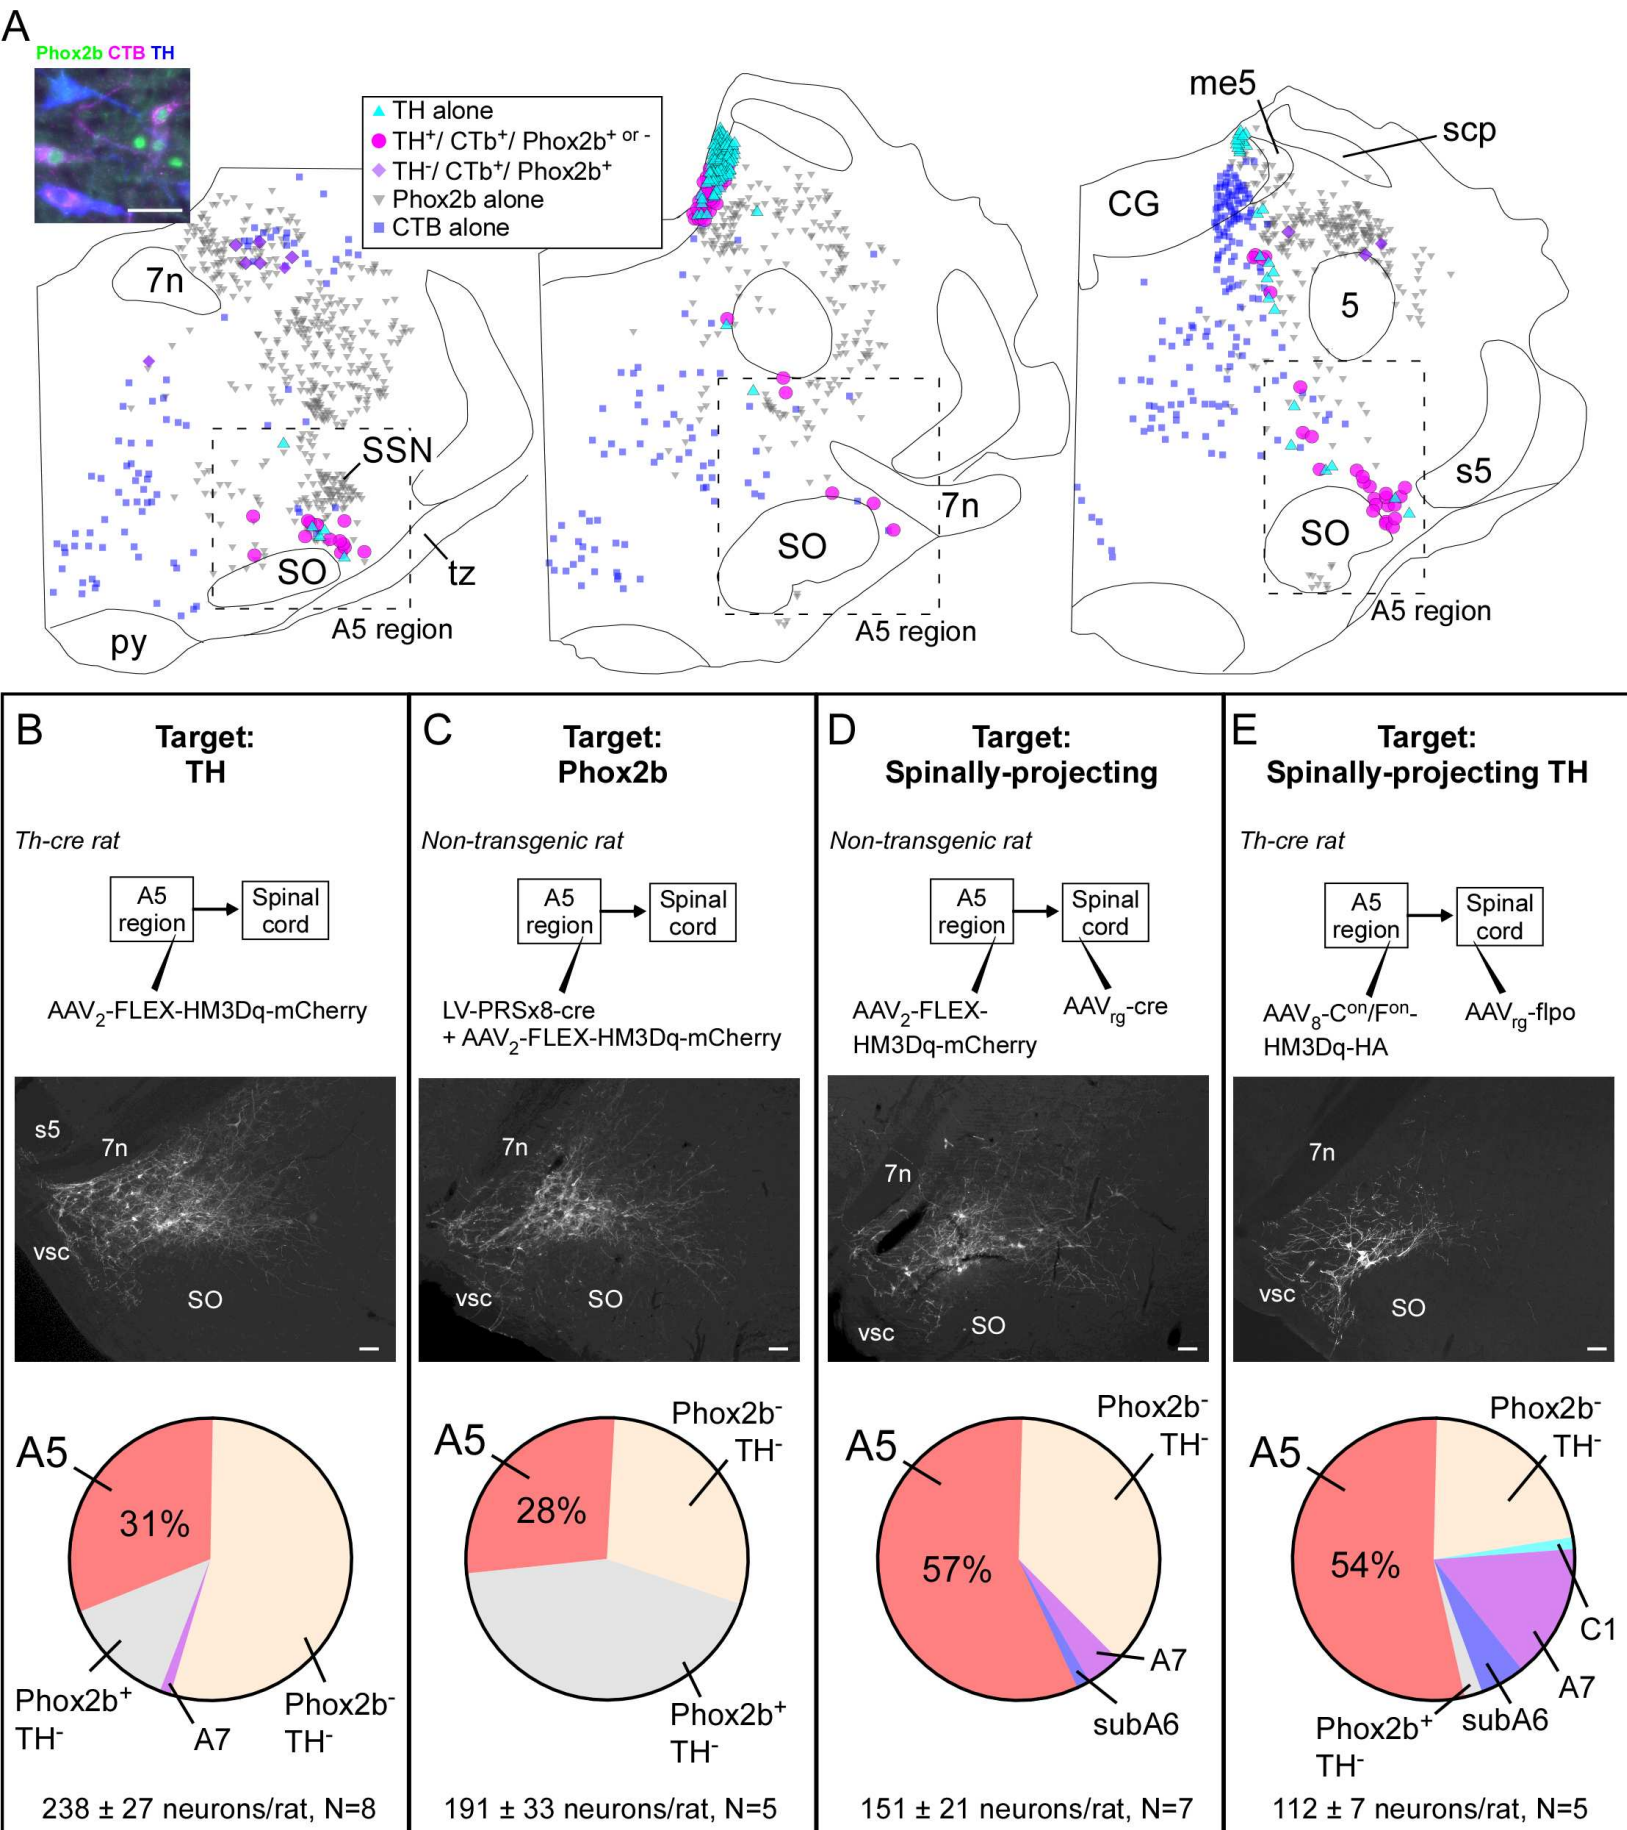 A
Phox2b CTB TH
TH alone
TH⁺/ CTb⁺/ Phox2b⁺ ᵒʳ ⁻
TH⁻/ CTb⁺/ Phox2b⁺
Phox2b alone
CTB alone
7n
SSN
SO
tz
py
A5 region
7n
SO
A5 region
me5
scp
CG
5
s5
SO
A5 region
B
Target:
TH
Th-cre rat
A5
region
Spinal
cord
AAV₂-FLEX-HM3Dq-mCherry
s5
7n
vsc
SO
A5
31%
Phox2b⁺
TH⁻
A7
Phox2b⁻
TH⁻
238 ± 27 neurons/rat, N=8
C
Target:
Phox2b
Non-transgenic rat
A5
region
Spinal
cord
LV-PRSx8-cre
+ AAV₂-FLEX-HM3Dq-mCherry
7n
vsc
SO
A5
28%
Phox2b⁻
TH⁻
Phox2b⁺
TH⁻
191 ± 33 neurons/rat, N=5
D
Target:
Spinally-projecting
Non-transgenic rat
A5
region
Spinal
cord
AAV₂-FLEX-
HM3Dq-mCherry
AAVrg-cre
7n
vsc
SO
A5
57%
Phox2b⁻
TH⁻
A7
subA6
151 ± 21 neurons/rat, N=7
E
Target:
Spinally-projecting TH
Th-cre rat
A5
region
Spinal
cord
AAV₈-Cᵒⁿ/Fᵒⁿ-
HM3Dq-HA
AAVrg-flpo
7n
vsc
SO
A5
54%
Phox2b⁻
TH⁻
C1
A7
subA6
Phox2b⁺
TH⁻
112 ± 7 neurons/rat, N=5